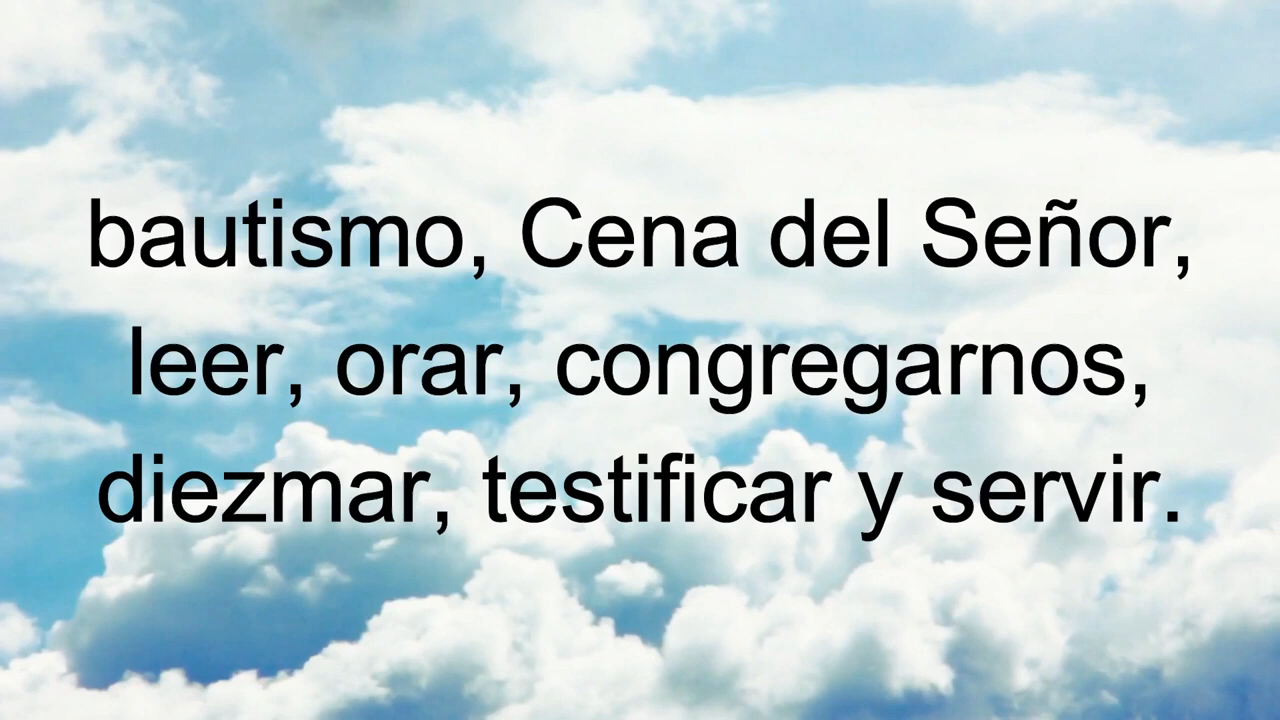 bautismo, Cena del Señor,
leer, orar, congregarnos,
diezmar, testificar y servir.